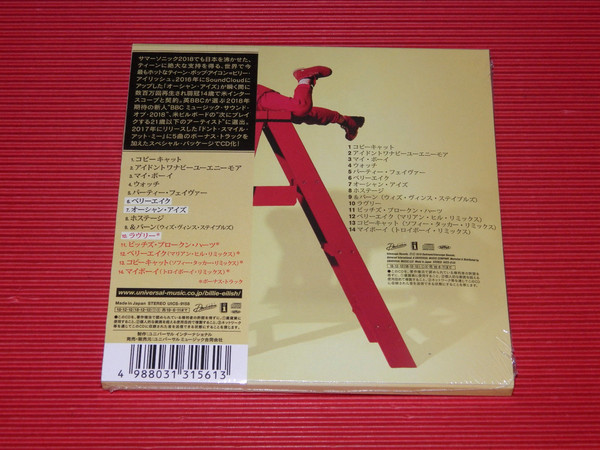 サマーソニック2018でも日本を沸かせた、
ティーンに絶大な支持を得る、世界で今
最もホットなティーン・ポップ・アイコン=ビリー・
アイリッシュ。2016年にSoundCloudに
アップした「オーシャン・アイズ」が瞬く間に
数百万回再生され弱冠14歳で米インター
スコープと契約。英BBCが選ぶ2018年
期待の新人"BBC ミュージック・サウンド・
オブ・2018"、米ビルボードの"次にブレイク
する21歳以下のアーティスト"に選出。
2017年にリリースした「ドント・スマイル・
アット・ミー」に5曲のボーナス・トラックを
加えたスペシャル・パッケージでCD化!
1. コピーキャット
2. アイドントワナビーユーエニーモア
3. マイ・ボーイ
4. ウォッチ
5. パーティー・フェイヴァー
6. ベリーエイク
7. オーシャン・アイズ
8. ホステージ
9. &バーン(ウィズ・ヴィンス・ステイプルズ)
10. ラヴリー*
11. ビッチズ・ブロークン・ハーツ*
12. ベリーエイク(マリアン・ヒル・リミックス)*
13. コピーキャット(ソフィー・タッカー・リミックス)*
14. マイボーイ(トロイボーイ・リミックス)*
*ボーナス・トラック
www.universal-music.co.jp/billie-eilish/
Made in Japan STEREO UICS-9155
制作:ユニバーサル インターナショナル
発売・販売元:ユニバーサル ミュージック合同会社
4 988031 315613
1 コピーキャット
2 アイドントワナビーユーエニーモア
3 マイ・ボーイ
4 ウォッチ
5 パーティー・フェイヴァー
6 ベリーエイク
7 オーシャン・アイズ
8 ホステージ
9 &バーン(ウィズ・ヴィンス・ステイプルズ)
10 ラヴリー
11 ビッチズ・ブロークン・ハーツ
12 ベリーエイク(マリアン・ヒル・リミックス)
13 コピーキャット(ソフィー・タッカー・リミックス)
14 マイボーイ(トロイボーイ・リミックス)